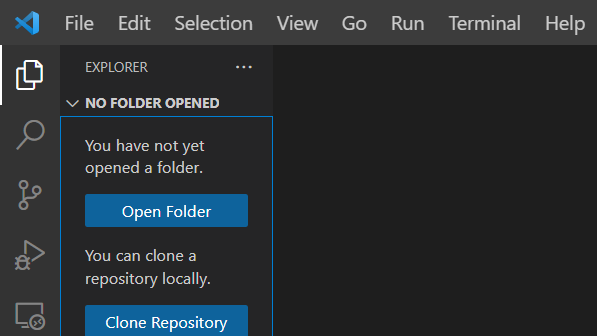 File Edit Selection View Go Run Terminal Help
EXPLORER
NO FOLDER OPENED
You have not yet
opened a folder.
Open Folder
You can clone a
repository locally.
Clone Repository